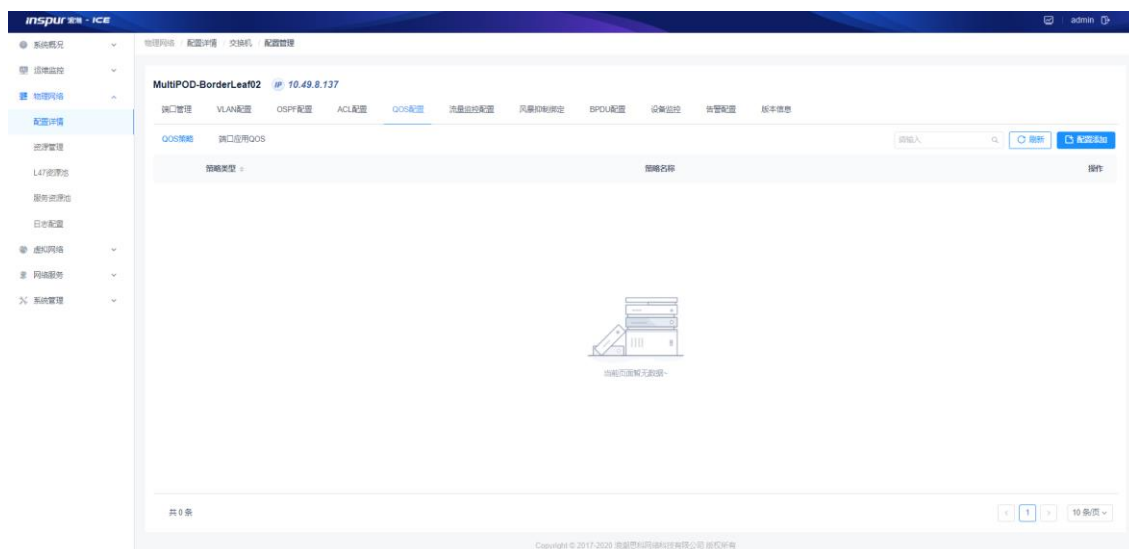 inspur 浪潮 - ICE
admin
系统概况
运维监控
物理网络
配置详情
资源管理
L47资源池
服务资源池
日志配置
虚拟网络
网络服务
系统管理
物理网络 / 配置详情 / 交换机 / 配置管理
MultiPOD-BorderLeaf02 IP 10.49.8.137
端口管理 VLAN配置 OSPF配置 ACL配置 QOS配置 流量监控配置 风暴抑制绑定 BPDU配置 设备监控 告警配置 版本信息
QOS策略 端口应用QOS 请输入 刷新 配置添加
策略类型 策略名称 操作
当前页面暂无数据~
共 0 条 < 1 > 10 条/页
Copyright © 2017-2020 浪潮思科网络科技有限公司 版权所有